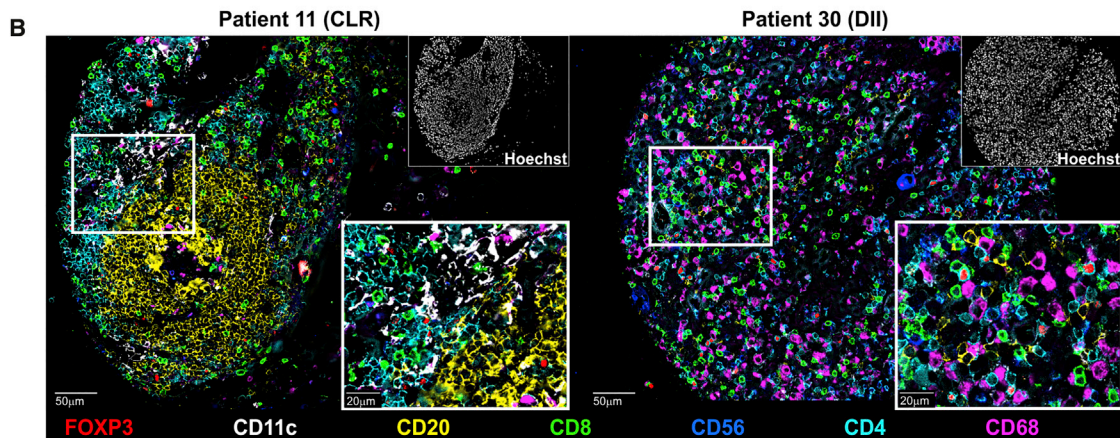 B
Patient 11 (CLR)
Patient 30 (DII)
Hoechst
Hoechst
50μm
20μm
50μm
20μm
FOXP3 CD11c CD20 CD8 CD56 CD4 CD68